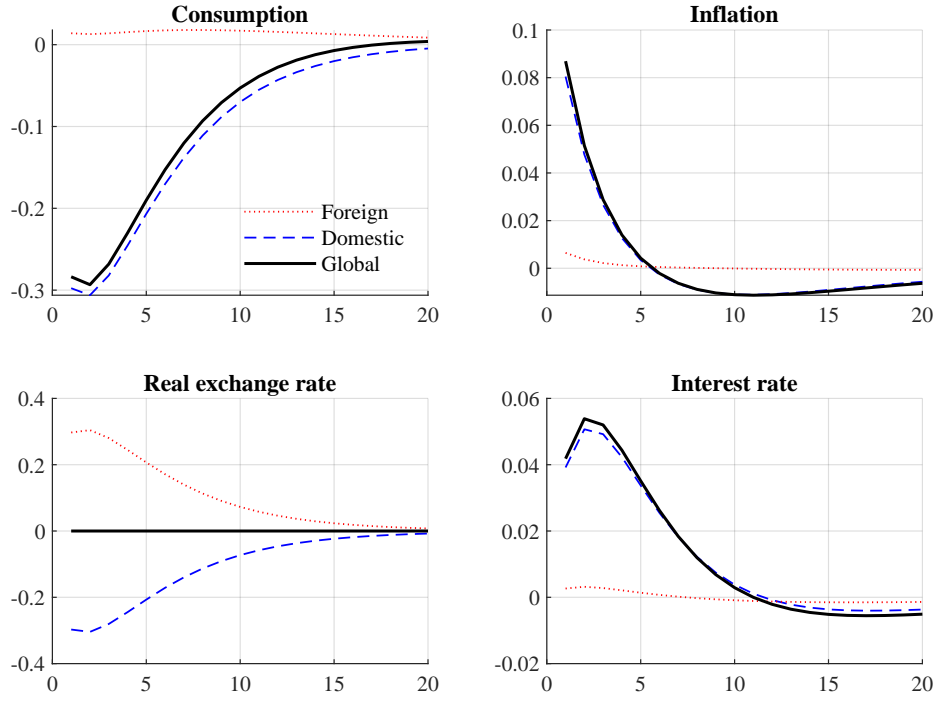 Consumption
0
-0.1
-0.2
-0.3
0 5 10 15 20
Foreign
Domestic
Global
Inflation
0.1
0.08
0.06
0.04
0.02
0
0 5 10 15 20
Real exchange rate
0.4
0.2
0
-0.2
-0.4
0 5 10 15 20
Interest rate
0.06
0.04
0.02
0
-0.02
0 5 10 15 20